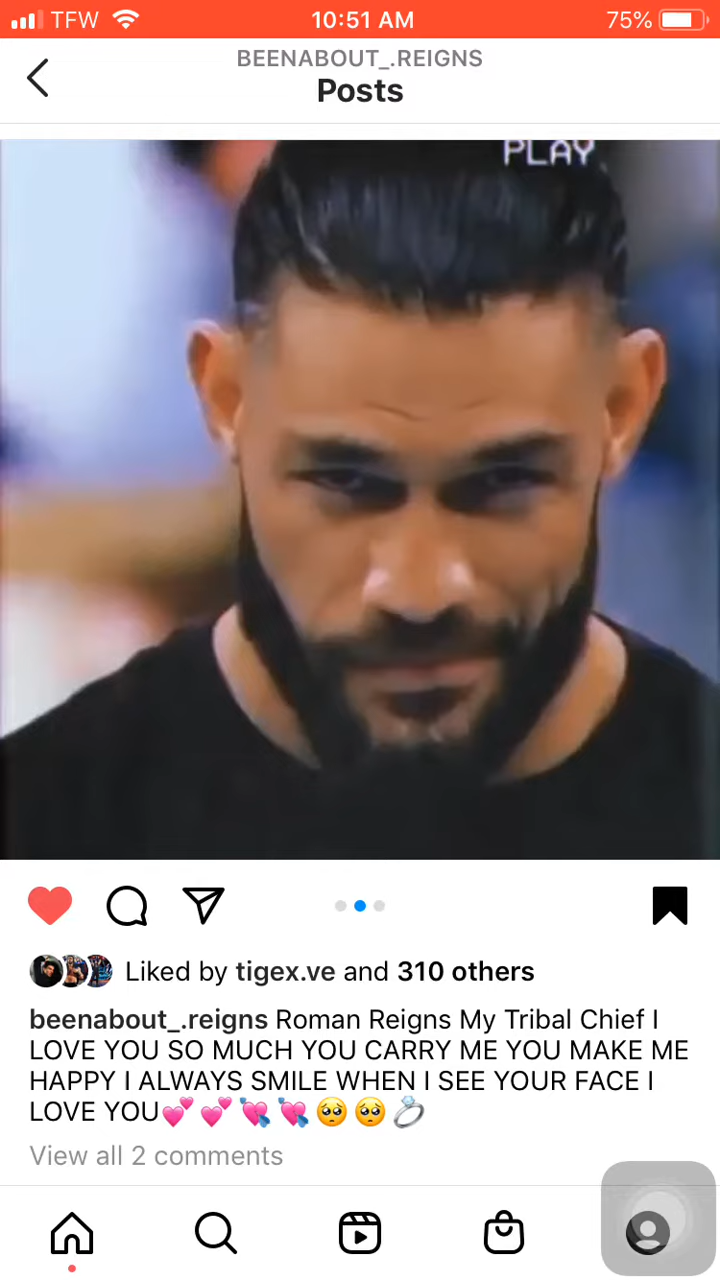 TFW 10:51 AM 75%
BEENABOUT_.REIGNS
Posts
PLAY
Liked by tigex.ve and 310 others
beenabout_.reigns Roman Reigns My Tribal Chief I
LOVE YOU SO MUCH YOU CARRY ME YOU MAKE ME
HAPPY I ALWAYS SMILE WHEN I SEE YOUR FACE I
LOVE YOU💕💕💘💘🥺🥺💍
View all 2 comments